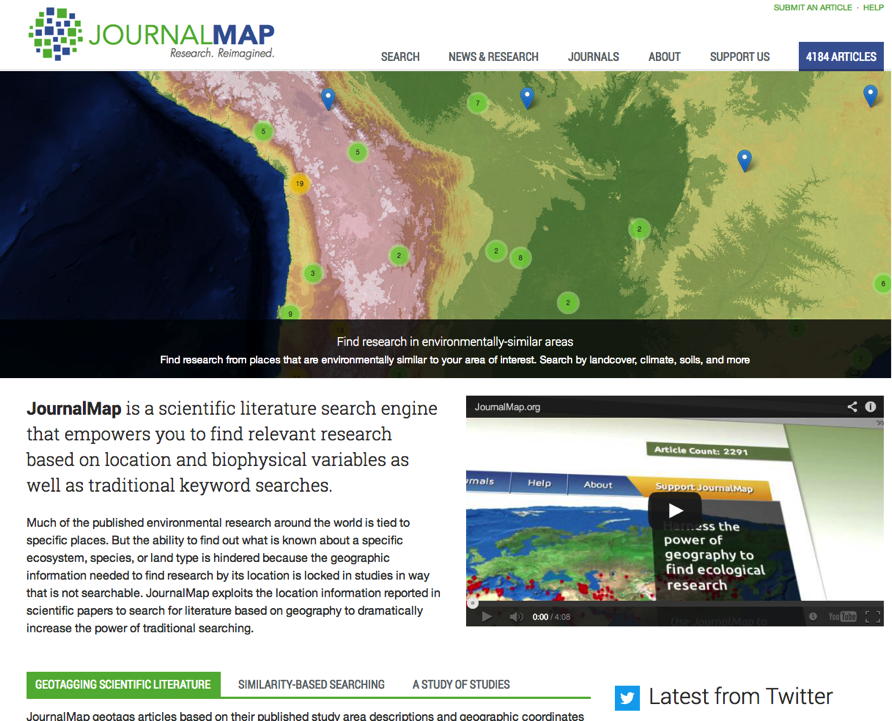 SUBMIT AN ARTICLE · HELP
JOURNALMAP
Research. Reimagined.
SEARCH NEWS & RESEARCH JOURNALS ABOUT SUPPORT US 4184 ARTICLES
7
5
5
19
2
2
2
8
3
6
2
9
Find research in environmentally-similar areas
Find research from places that are environmentally similar to your area of interest. Search by landcover, climate, soils, and more
JournalMap is a scientific literature search engine
that empowers you to find relevant research
based on location and biophysical variables as
well as traditional keyword searches.
Much of the published environmental research around the world is tied to
specific places. But the ability to find out what is known about a specific
ecosystem, species, or land type is hindered because the geographic
information needed to find research by its location is locked in studies in way
that is not searchable. JournalMap exploits the location information reported in
scientific papers to search for literature based on geography to dramatically
increase the power of traditional searching.
JournalMap.org
Article Count: 2291
rnals Help About Support JournalMap
Harness the
power of
geography to
find ecological
research
0:00 / 4:08
YouTube
GEOTAGGING SCIENTIFIC LITERATURE SIMILARITY-BASED SEARCHING A STUDY OF STUDIES
JournalMap geotags articles based on their published study area descriptions and geographic coordinates
Latest from Twitter